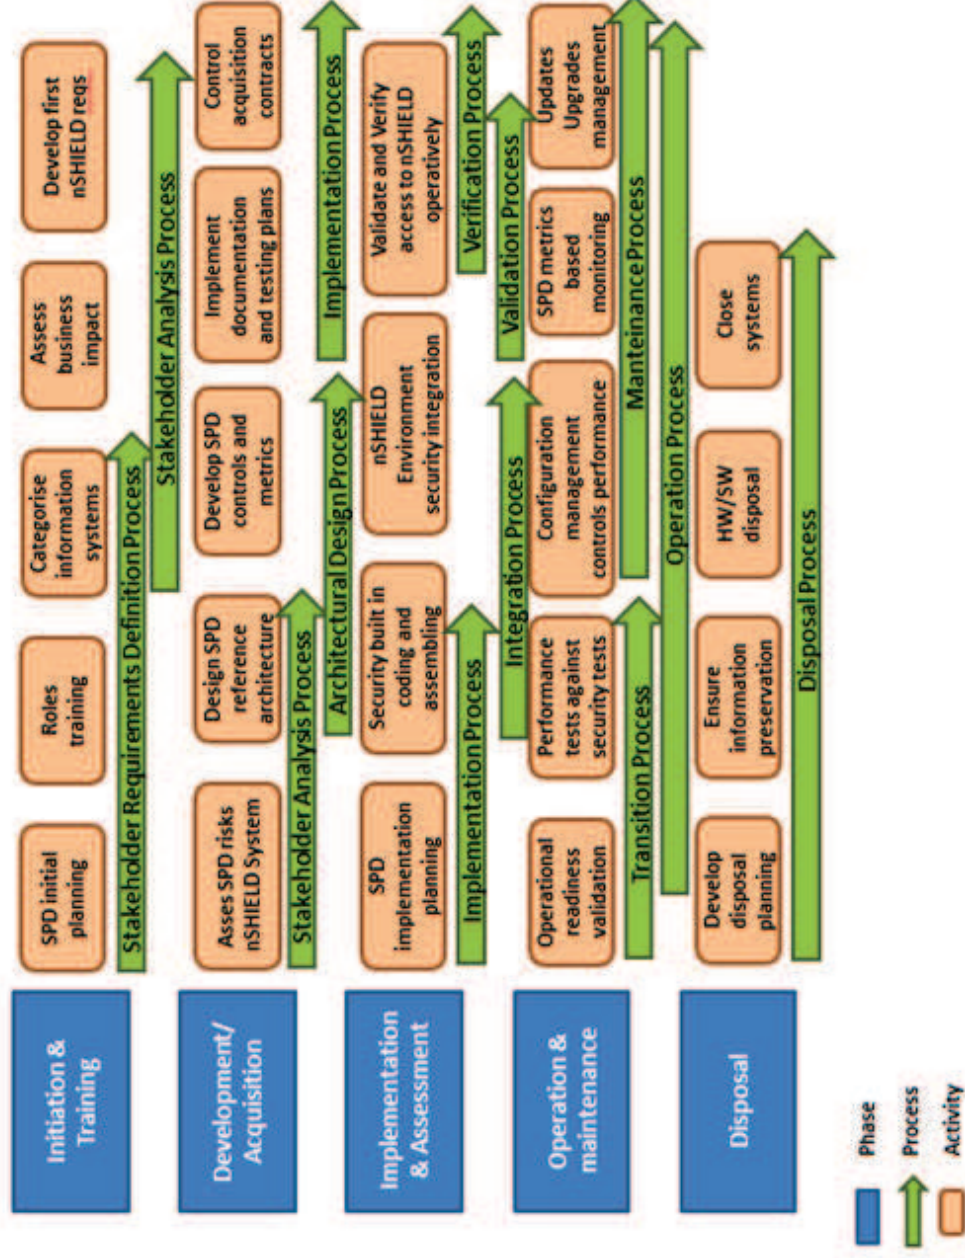 Initiation &
Training
SPD initial
planning
Roles
training
Categorise
information
systems
Assess
business
impact
Develop first
nSHIELD reqs
Stakeholder Requirements Definition Process
Stakeholder Analysis Process
Development/
Acquisition
Asses SPD risks
nSHIELD System
Design SPD
reference
architecture
Develop SPD
controls and
metrics
Implement
documentation
and testing plans
Control
acquisition
contracts
Stakeholder Analysis Process
Architectural Design Process
Implementation Process
Implementation
& Assessment
SPD
implementation
planning
Security built in
coding and
assembling
nSHIELD
Environment
security integration
Validate and Verify
access to nSHIELD
operatively
Implementation Process
Integration Process
Validation Process
Verification Process
Operation &
maintenance
Operational
readiness
validation
Performance
tests against
security tests
Configuration
management
controls performance
SPD metrics
based
monitoring
Updates
Upgrades
management
Transition Process
Manteinance Process
Operation Process
Disposal
Develop
disposal
planning
Ensure
information
preservation
HW/SW
disposal
Close
systems
Disposal Process
Phase
Process
Activity